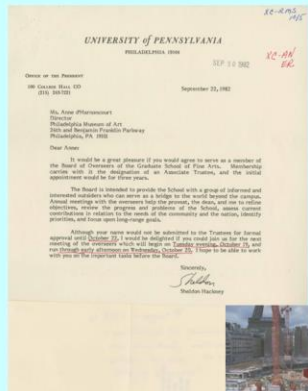 XC-RMS
10/5
UNIVERSITY of PENNSYLVANIA
PHILADELPHIA 19104
SEP 30 1982
XC-AN
ER
OFFICE OF THE PRESIDENT
100 COLLEGE HALL CO
September 23, 1982
Ms. Anne d'Harnoncourt
Director
Philadelphia Museum of Art
26th and Benjamin Franklin Parkway
Philadelphia, PA
Dear Anne:
It would be a great pleasure if you would agree to serve as a member of
the Board of Overseers of the Graduate School of Fine Arts. Membership
carries with it the designation of an Associate Trustee, and the initial
appointment would be for three years.
The Board is intended to provide the School with a group of informed and
interested outsiders who can serve as a bridge to the world beyond the campus.
Annual meetings with the overseers help the provost, the dean, and me to refine
objectives, review the progress and problems of the School, assess current
contributions in relation to the needs of the community and the nation, identify
priorities, and focus upon long-range goals.
Although your name would not be submitted to the Trustees for formal
approval until October 22, I would be delighted if you could join us for the next
meeting of the overseers which will begin on Tuesday evening, October 19, and
run through early afternoon on Wednesday, October 20. I hope to be able to work
with you on the important tasks before the Board.
Sincerely,
Sheldon
Sheldon Hackney